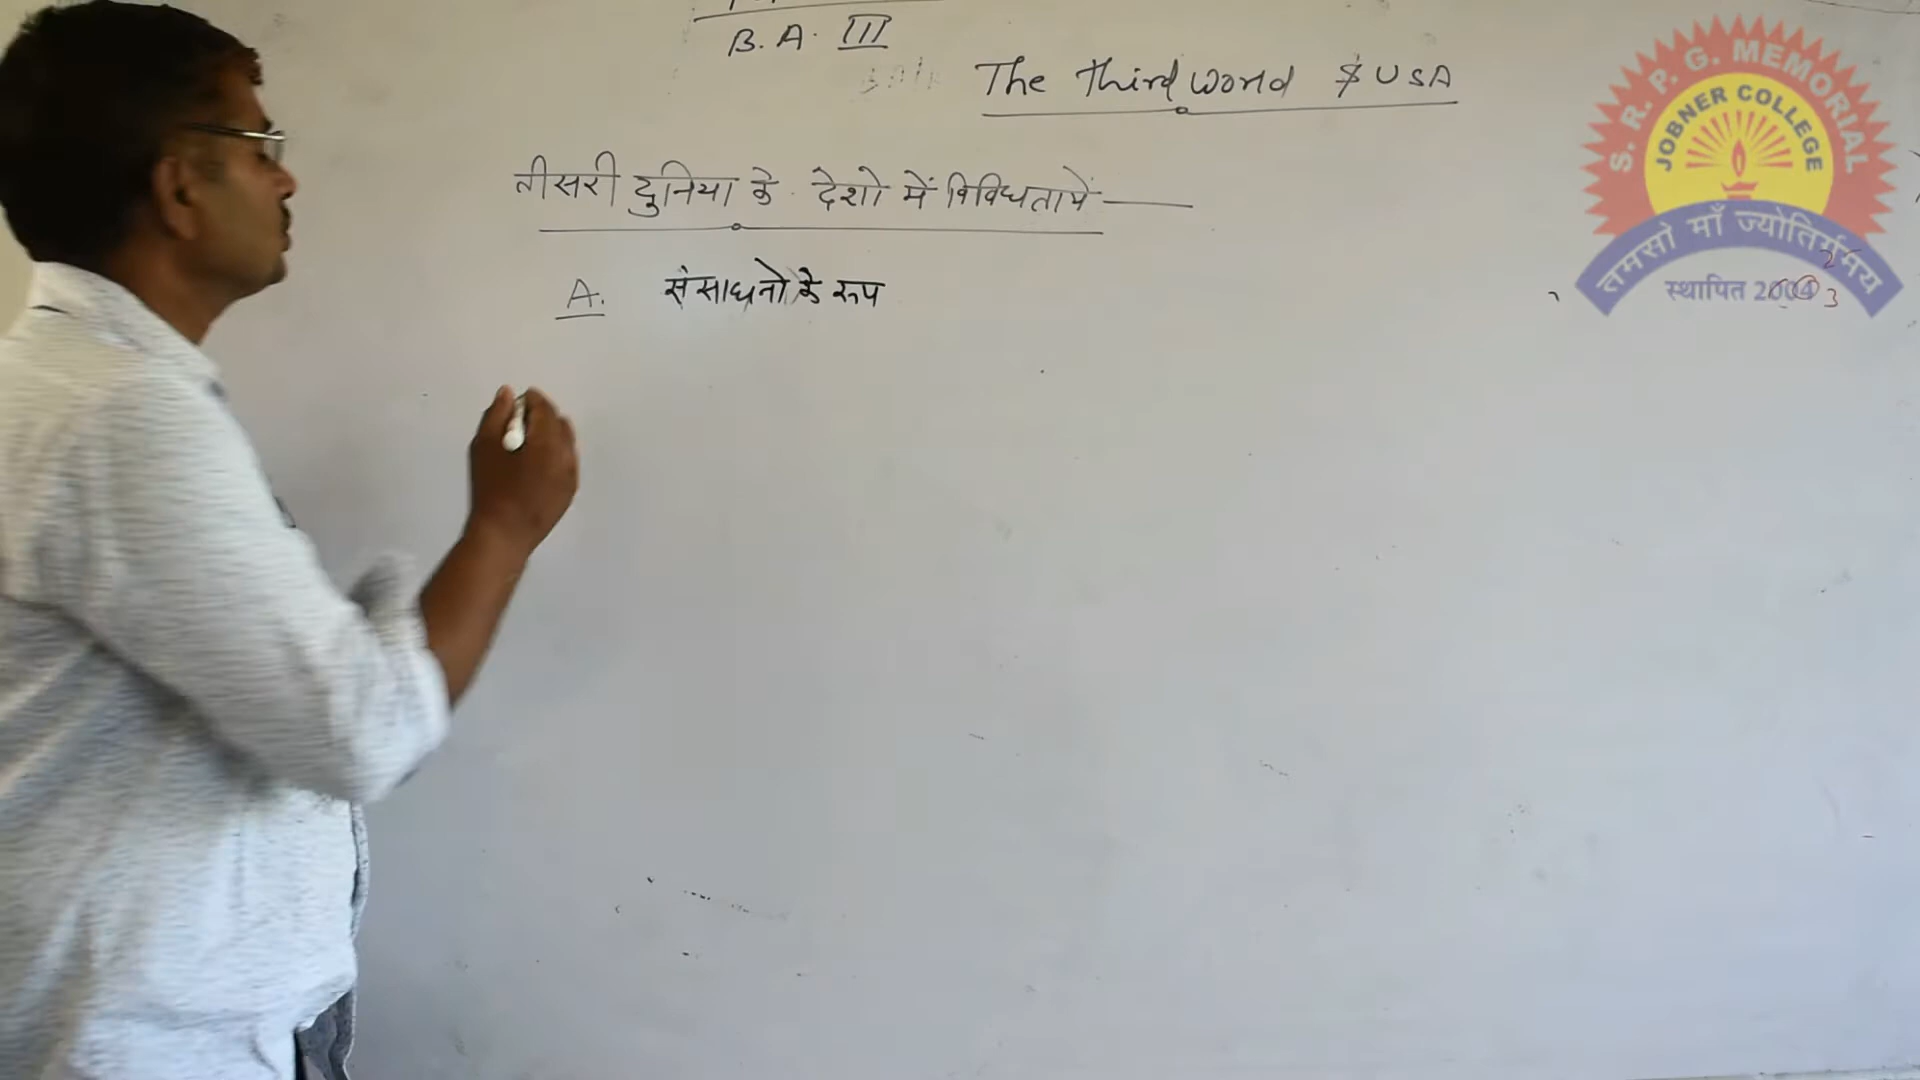 B.A. III
The third world & USA
तीसरी दुनिया के देशो में विविधतायें
A. संसाधनो के रूप
S. R. P. G. MEMORIAL
JOBNER COLLEGE
तमसो माँ ज्योतिर्गमय
स्थापित